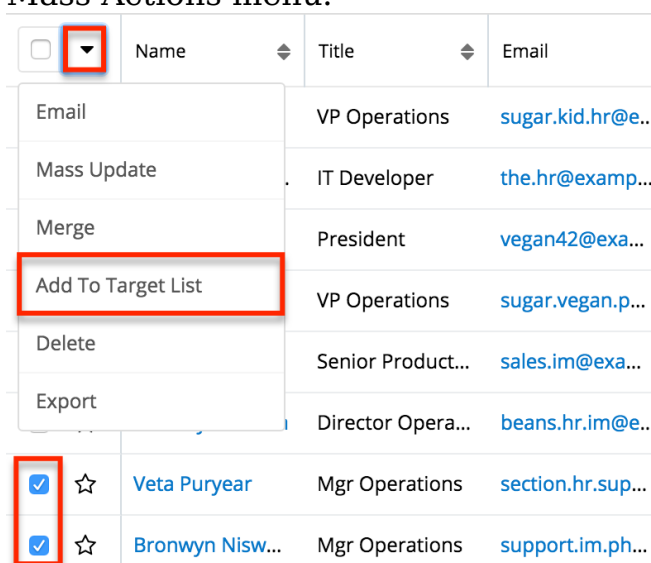 Mass Actions menu.
Name Title Email
Email VP Operations sugar.kid.hr@e...
Mass Update IT Developer the.hr@examp...
Merge President vegan42@exa...
Add To Target List VP Operations sugar.vegan.p...
Delete Senior Product... sales.im@exa...
Export Director Opera... beans.hr.im@e...
Veta Puryear Mgr Operations section.hr.sup...
Bronwyn Nisw... Mgr Operations support.im.ph...